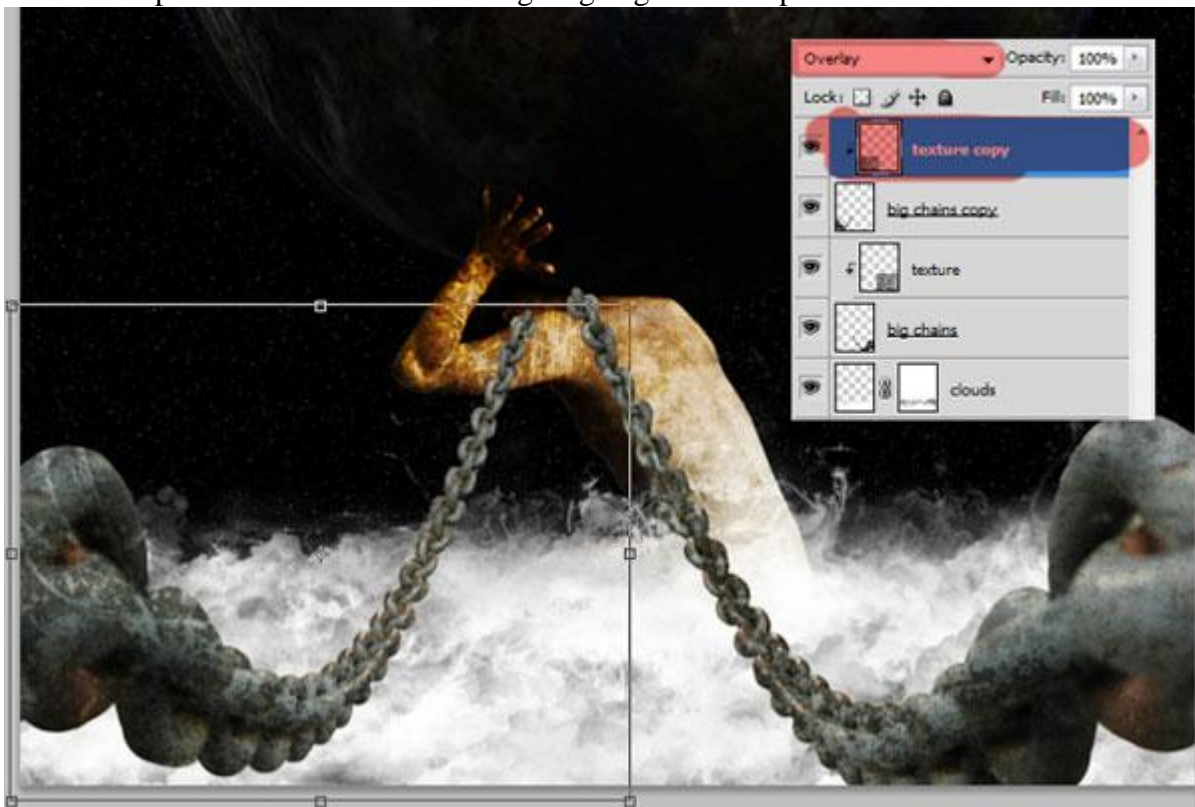 Overlay Opacity: 100%
Lock: Fill: 100%
texture copy
big chains copy
texture
big chains
clouds